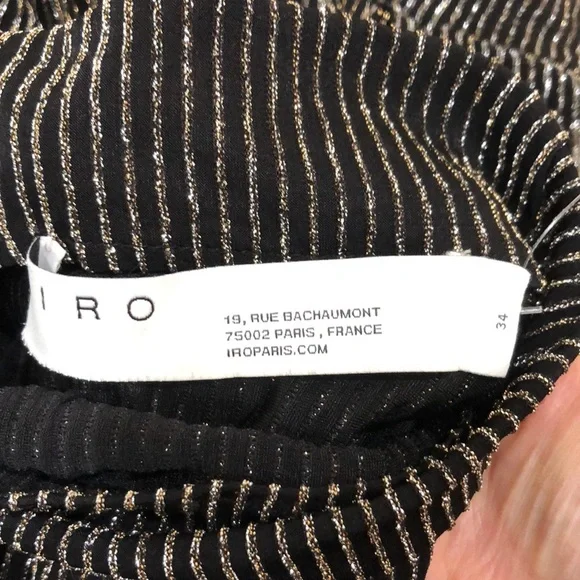 IRO
19, RUE BACHAUMONT
75002 PARIS , FRANCE
IROPARIS.COM
34